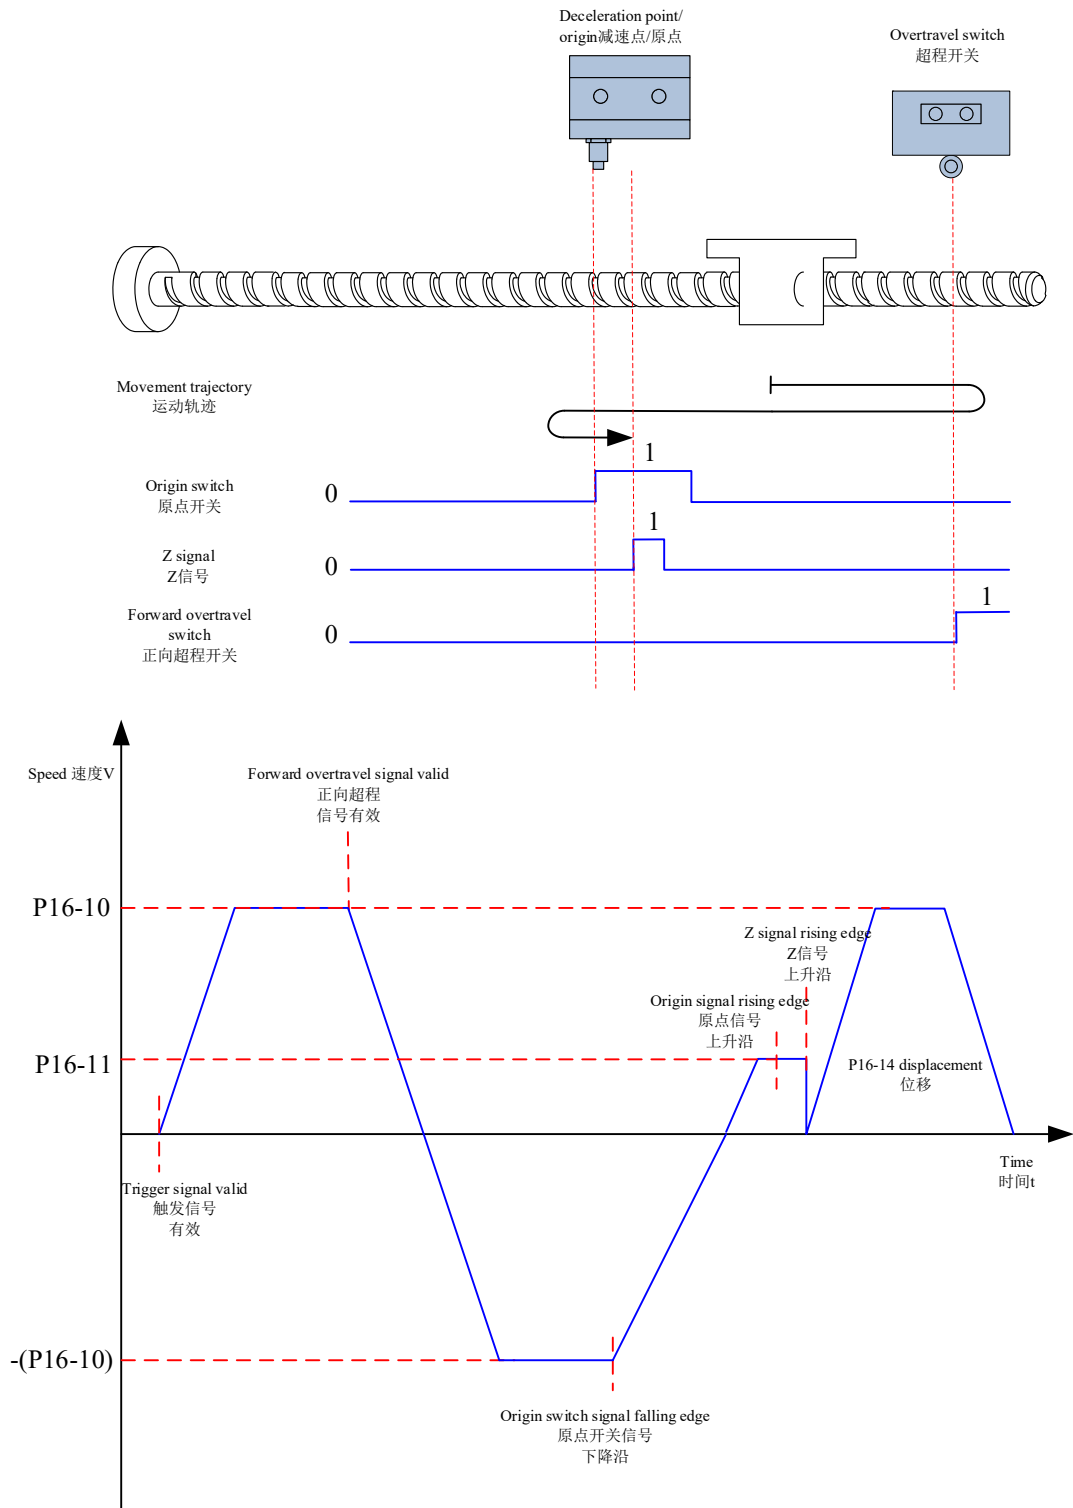 Deceleration point/
origin减速点/原点
Overtravel switch
超程开关
Movement trajectory
运动轨迹
Origin switch
原点开关
0
1
Z signal
Z信号
0
1
Forward overtravel
switch
正向超程开关
0
1
Speed 速度V
Forward overtravel signal valid
正向超程
信号有效
P16-10
Z signal rising edge
Z信号
上升沿
Origin signal rising edge
原点信号
上升沿
P16-11
P16-14 displacement
位移
Time
时间t
Trigger signal valid
触发信号
有效
-(P16-10)
Origin switch signal falling edge
原点开关信号
下降沿